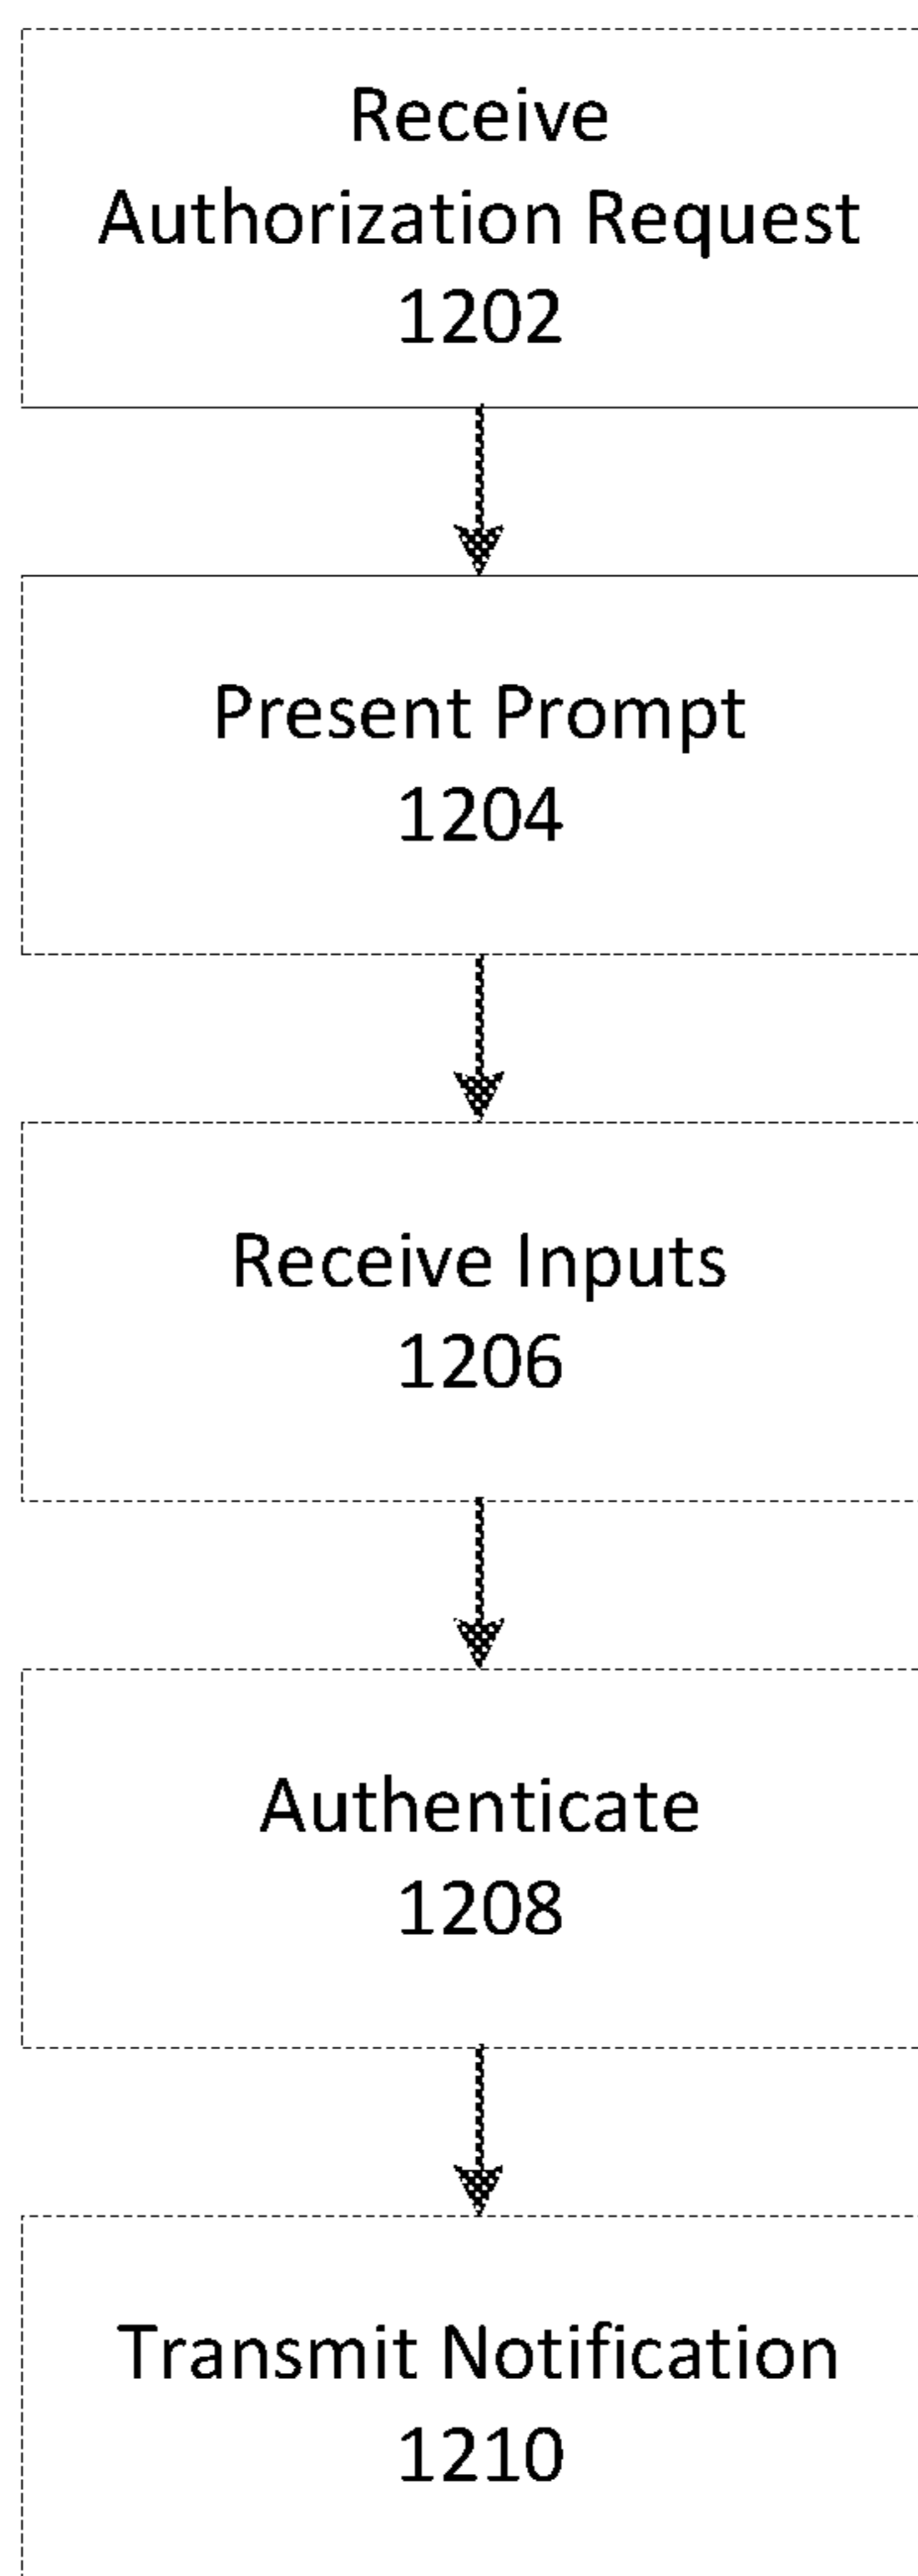 Receive
Authorization Request
1202
Present Prompt
1204
Receive Inputs
1206
Authenticate
1208
Transmit Notification
1210